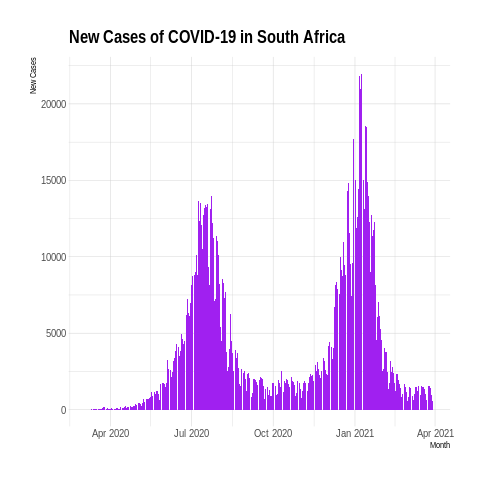 New Cases of COVID-19 in South Africa
New Cases
20000
15000
10000
5000
0
Apr 2020 Jul 2020 Oct 2020 Jan 2021 Apr 2021
Month